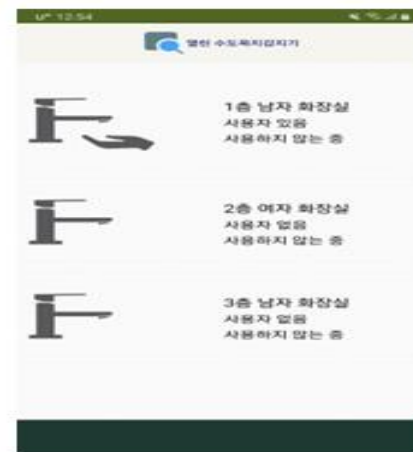 U⁺ 12:54
열린 수도꼭지감지기
1층 남자 화장실
사용자 있음
사용하지 않는 중
2층 여자 화장실
사용자 없음
사용하지 않는 중
3층 남자 화장실
사용자 없음
사용하지 않는 중